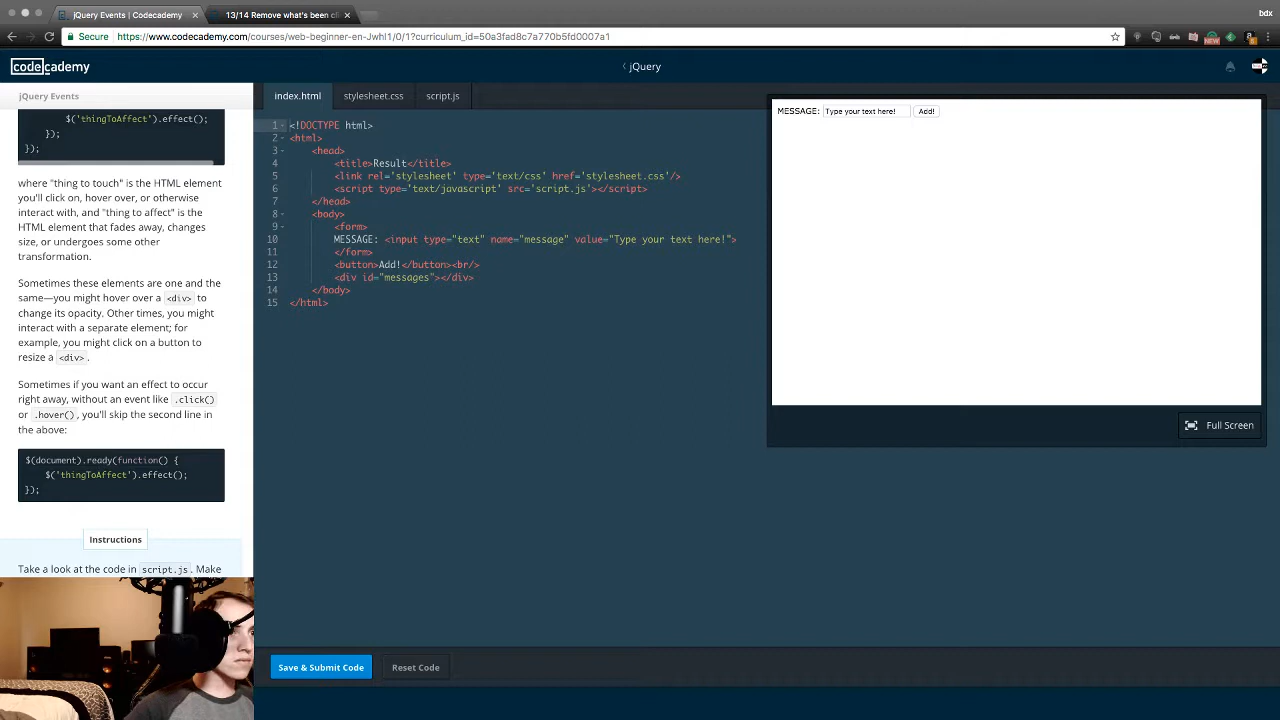 jQuery Events | Codecademy
13/14 Remove what's been cli
bdx
Secure
https://www.codecademy.com/courses/web-beginner-en-JwhI1/0/1?curriculum_id=50a3fad8c7a770b5fd0007a1
codecademy
jQuery
jQuery Events
$('thingToAffect').effect();
});
});
where "thing to touch" is the HTML element
you'll click on, hover over, or otherwise
interact with, and "thing to affect" is the
HTML element that fades away, changes
size, or undergoes some other
transformation.
Sometimes these elements are one and the
same—you might hover over a <div> to
change its opacity. Other times, you might
interact with a separate element; for
example, you might click on a button to
resize a <div>.
Sometimes if you want an effect to occur
right away, without an event like .click()
or .hover(), you'll skip the second line in
the above:
$(document).ready(function() {
$('thingToAffect').effect();
});
Instructions
Take a look at the code in script.js. Make
index.html
stylesheet.css
script.js
1 <!DOCTYPE html>
2 <html>
3 <head>
4 <title>Result</title>
5 <link rel='stylesheet' type='text/css' href='stylesheet.css'/>
6 <script type='text/javascript' src='script.js'></script>
7 </head>
8 <body>
9 <form>
10 MESSAGE: <input type="text" name="message" value="Type your text here!">
11 </form>
12 <button>Add!</button><br/>
13 <div id="messages"></div>
14 </body>
15 </html>
MESSAGE: Type your text here! Add!
Full Screen
Save & Submit Code
Reset Code